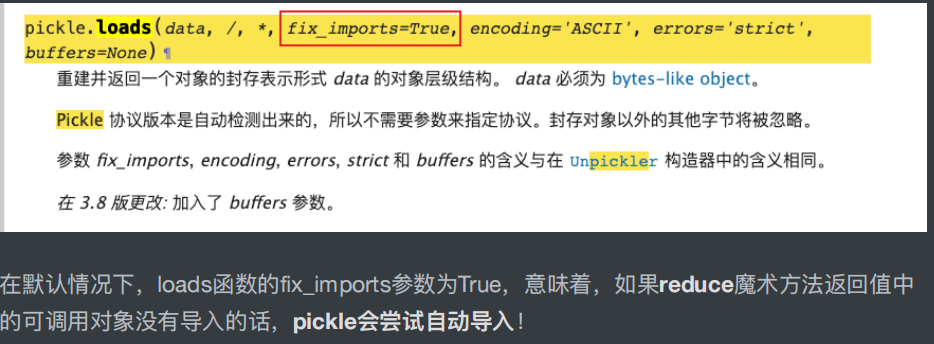 pickle.loads(data, /, *, fix_imports=True, encoding='ASCII', errors='strict',
buffers=None) ¶
重建并返回一个对象的封存表示形式 data 的对象层级结构。 data 必须为 bytes-like object。
Pickle 协议版本是自动检测出来的，所以不需要参数来指定协议。封存对象以外的其他字节将被忽略。
参数 fix_imports, encoding, errors, strict 和 buffers 的含义与在 Unpickler 构造器中的含义相同。
在 3.8 版更改: 加入了 buffers 参数。
在默认情况下，loads函数的fix_imports参数为True，意味着，如果reduce魔术方法返回值中
的可调用对象没有导入的话，pickle会尝试自动导入！